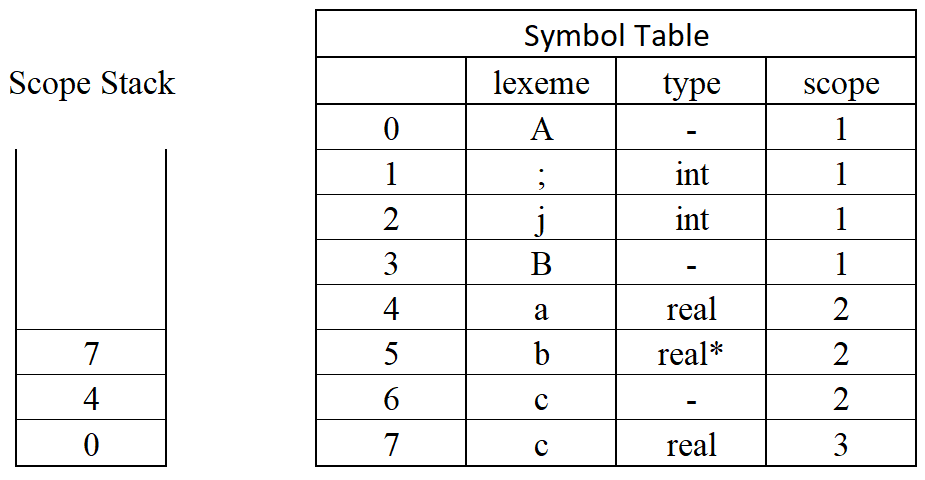 Symbol Table
Scope Stack
lexeme type scope
0 A - 1
1 ; int 1
2 j int 1
3 B - 1
4 a real 2
7
5 b real* 2
4
6 c - 2
0
7 c real 3